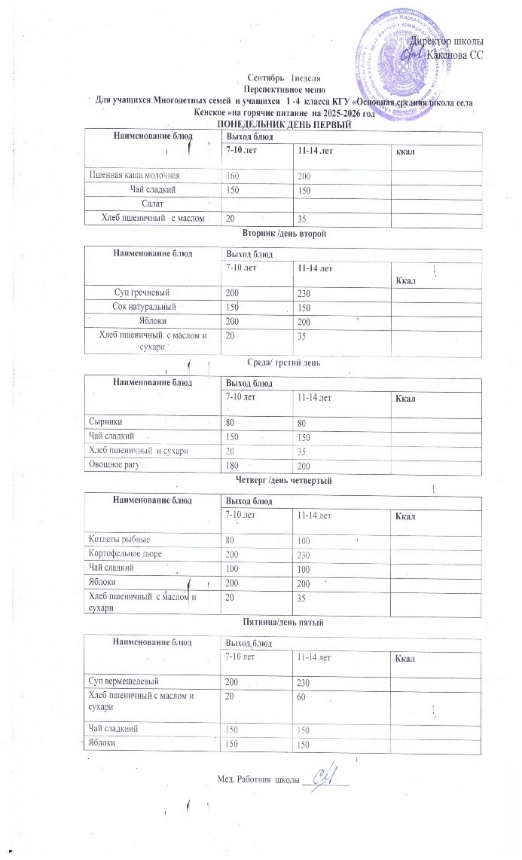 Директор школы
Какенова СС
Сентябрь 1неделя
Перспективное меню
Для учащихся Многодетных семей и учащихся 1 -4 класса КГУ «Основная средняя школа села
Кенское »на горячие питание на 2025-2026 год
ПОНЕДЕЛЬНИК ДЕНЬ ПЕРВЫЙ
Наименование блюд Выход блюд
7-10 лет 11-14 лет ккал
Пшенная каша молочная 160 200
Чай сладкий 150 150
Салат
Хлеб пшеничный с маслом 20 35
Вторник /день второй
Наименование блюд Выход блюд
7-10 лет 11-14 лет
Ккал
Суп гречневый 200 230
Сок натуральный 150 150
Яблоки 200 200
Хлеб пшеничный с маслом и 20 35
сухари
Среда/ третий день
Наименование блюд Выход блюд
7-10 лет 11-14 лет Ккал
Сырники 80 80
Чай сладкий 150 150
Хлеб пшеничный и сухари 20 35
Овощное рагу 180 200
Четверг /день четвертый
Наименование блюд Выход блюд
7-10 лет 11-14 лет Ккал
Котлеты рыбные 80 100
Кортофельное пюре 200 230
Чай сладкий 100 100
Яблоки 200 200
Хлеб пшеничный с маслом и 20 35
сухари
Пятница/день пятый
Наименование блюд Выход блюд
7-10 лет 11-14 лет Ккал
Суп вермешелевый 200 230
Хлеб пшеничный с маслом и 20 60
сухари
Чай сладкиий 150 150
Яблоки 150 150
Мед. Работник школы